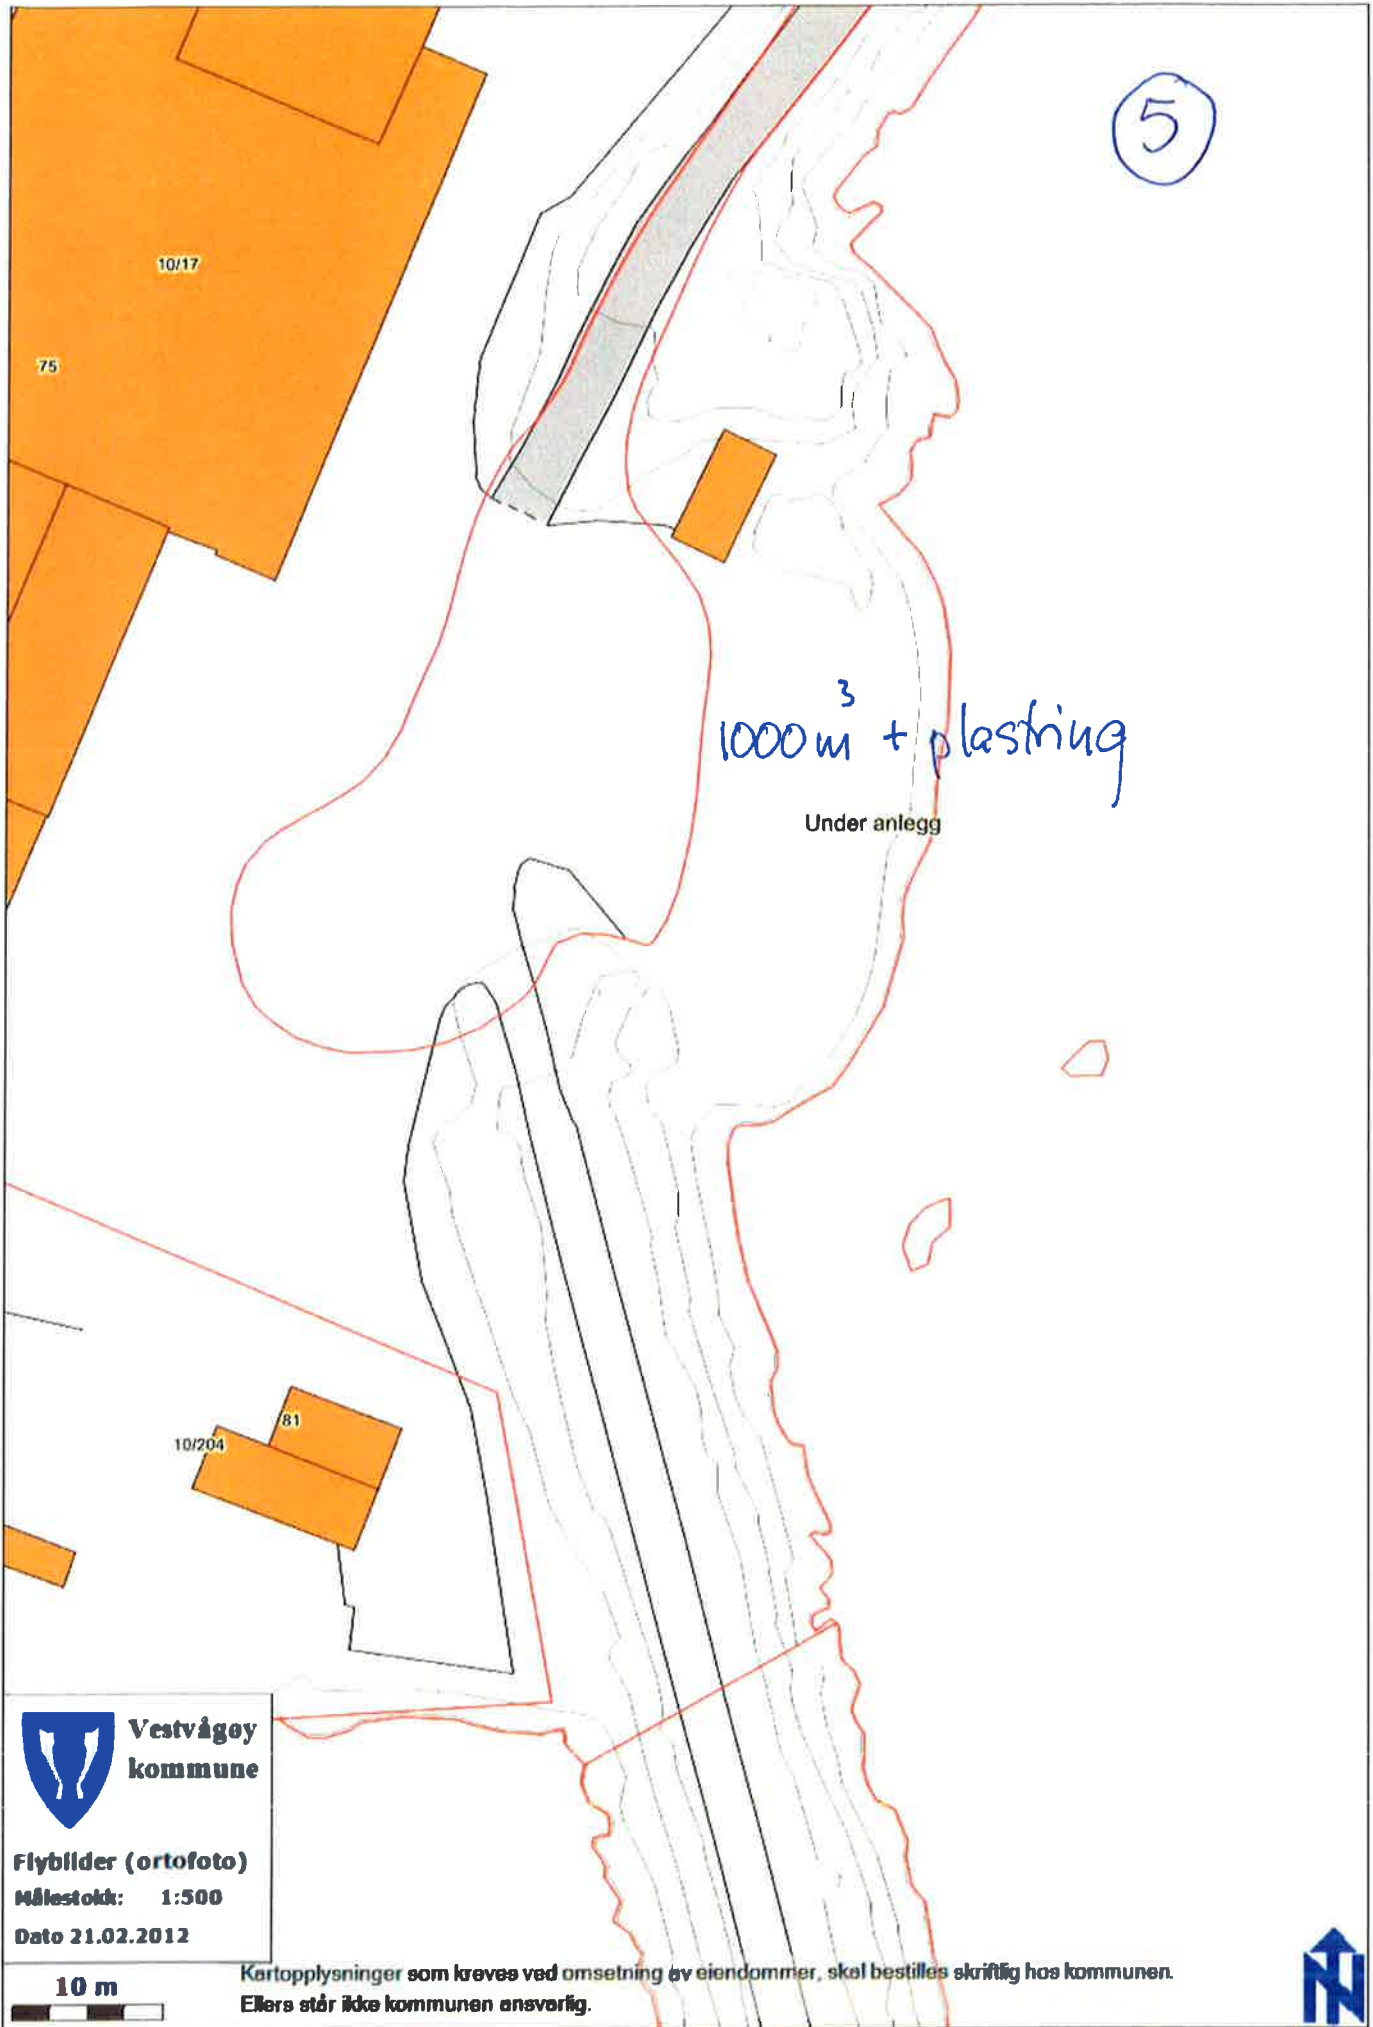 5
10/17
75
1000 m³ + plastring
Under anlegg
81
10/204
Vestvågøy
kommune
Flybilder (ortofoto)
Målestokk: 1:500
Dato 21.02.2012
10 m
Kartopplysninger som kreves ved omsetning av eiendommer, skal bestilles skriftlig hos kommunen.
Ellers står ikke kommunen ansvarlig.
N